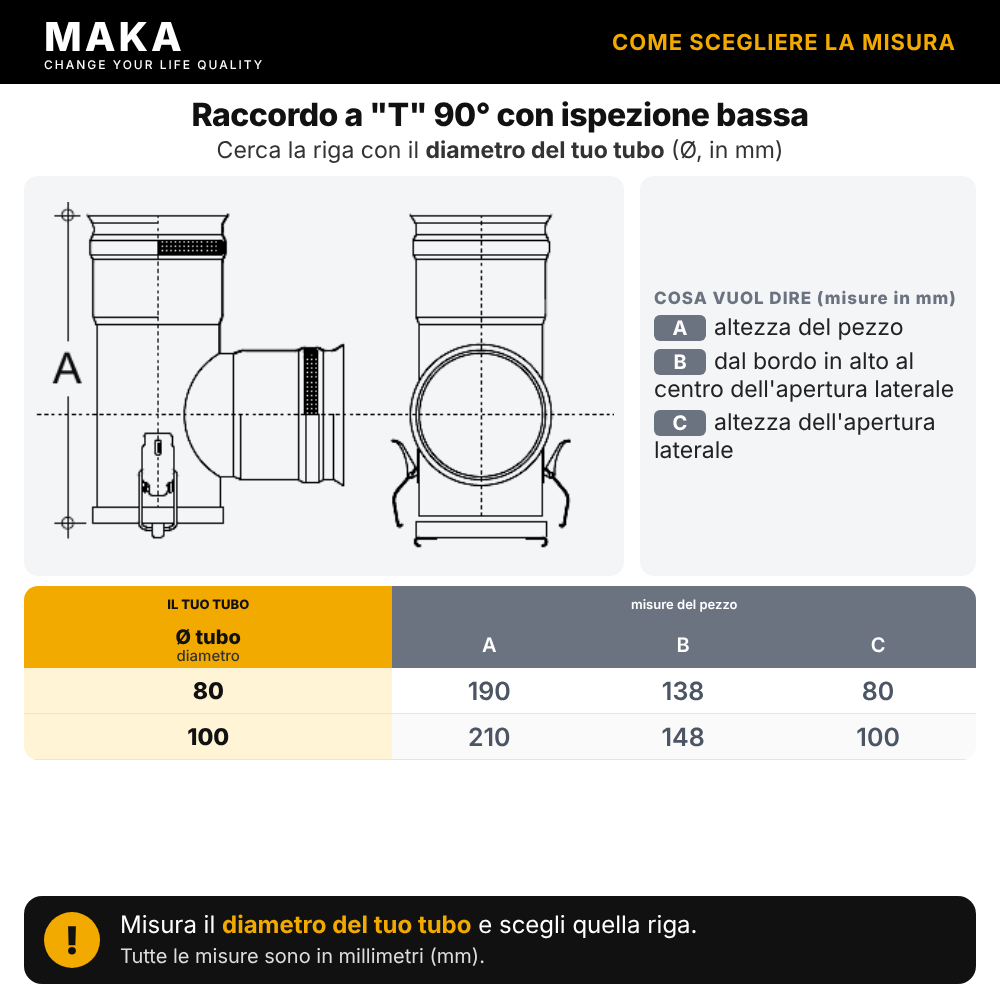 MAKA
CHANGE YOUR LIFE QUALITY
COME SCEGLIERE LA MISURA
Raccordo a "T" 90° con ispezione bassa
Cerca la riga con il diametro del tuo tubo (Ø, in mm)
A
COSA VUOL DIRE (misure in mm)
A altezza del pezzo
B dal bordo in alto al
centro dell'apertura laterale
C altezza dell'apertura
laterale
IL TUO TUBO
misure del pezzo
Ø tubo
diametro
A B C
80 190 138 80
100 210 148 100
!
Misura il diametro del tuo tubo e scegli quella riga.
Tutte le misure sono in millimetri (mm).